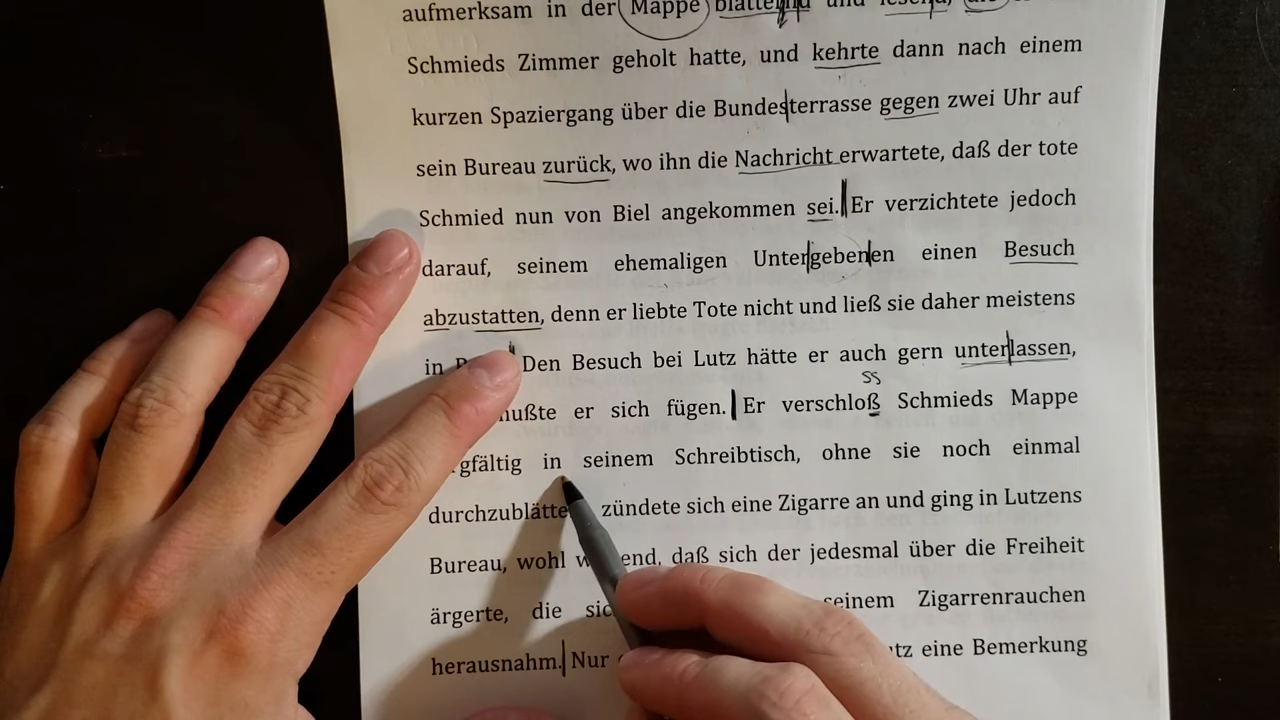 aufmerksam in der Mappe blätternd und lesend, die
Schmieds Zimmer geholt hatte, und kehrte dann nach einem
kurzen Spaziergang über die Bundesterrasse gegen zwei Uhr auf
sein Bureau zurück, wo ihn die Nachricht erwartete, daß der tote
Schmied nun von Biel angekommen sei. Er verzichtete jedoch
darauf, seinem ehemaligen Untergebenen einen Besuch
abzustatten, denn er liebte Tote nicht und ließ sie daher meistens
in Den Besuch bei Lutz hätte er auch gern unterlassen,
ss
er sich fügen. Er verschloß Schmieds Mappe
in seinem Schreibtisch, ohne sie noch einmal
zündete sich eine Zigarre an und ging in Lutzens
Bureau, wohl daß sich der jedesmal über die Freiheit
ärgerte, die seinem Zigarrenrauchen
herausnahm. Nur eine Bemerkung